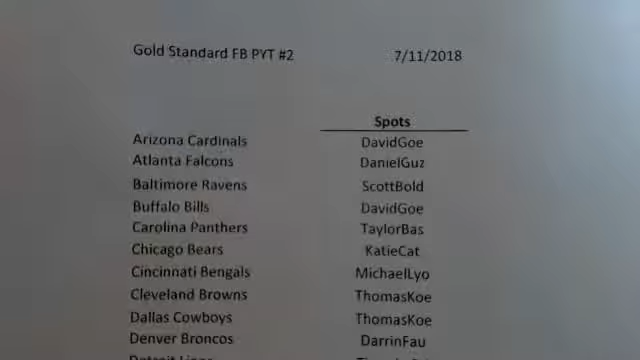 Gold Standard FB PYT #2 7/11/2018
Spots
Arizona Cardinals DavidGoe
Atlanta Falcons DanielGuz
Baltimore Ravens ScottBold
Buffalo Bills DavidGoe
Carolina Panthers TaylorBas
Chicago Bears KatieCat
Cincinnati Bengals MichaelLyo
Cleveland Browns ThomasKoe
Dallas Cowboys ThomasKoe
Denver Broncos DarrinFau
Detroit Lions